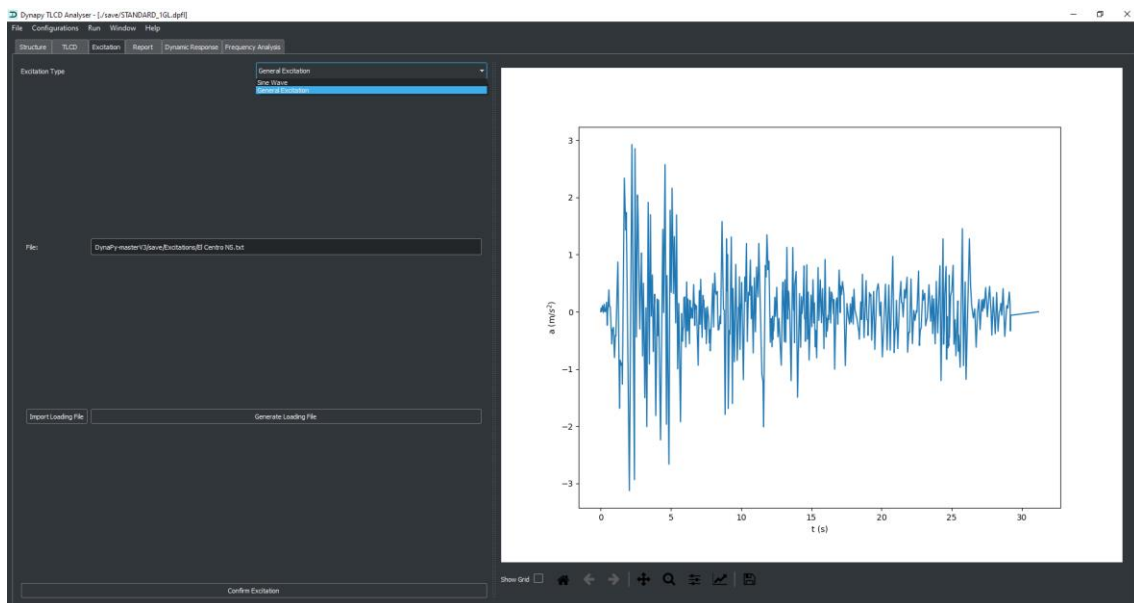 Dynapy TLCD Analyser - [./save/STANDARD_1GL.dpfl]
File Configurations Run Window Help
Structure TLCD Excitation Report Dynamic Response Frequency Analysis
Excitation Type General Excitation
Sine Wave
General Excitation
File: DynaPy-masterV3/save/Excitations/El Centro NS.txt
Import Loading File Generate Loading File
Confirm Excitation
3
2
1
0
−1
−2
−3
a (m/s²)
0 5 10 15 20 25 30
t (s)
Show Grid